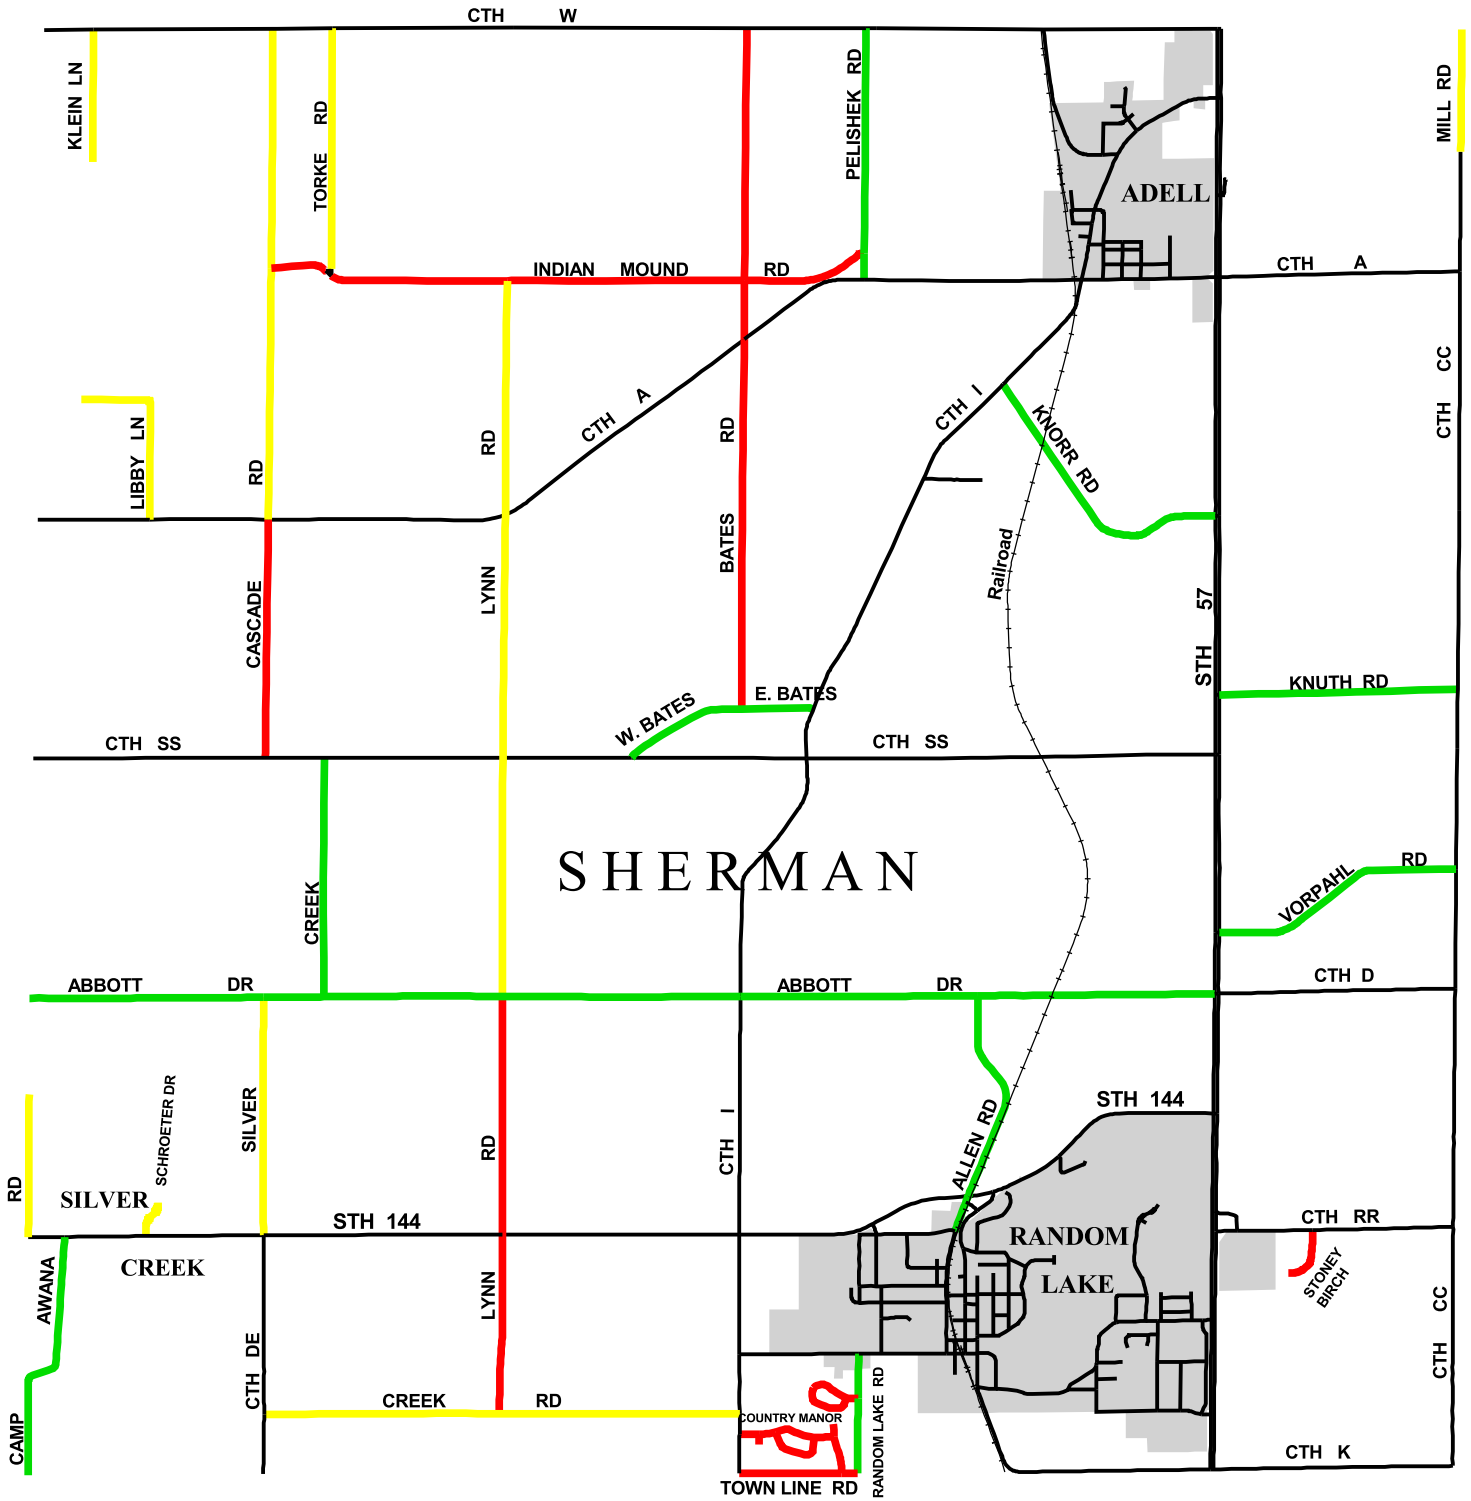 CTH W
KLEIN LN
TORKE RD
PELISHEK RD
MILL RD
ADELL
INDIAN MOUND RD
CTH A
CTH A
CTH CC
LIBBY LN
CASCADE RD
LYNN RD
BATES RD
CTH I
KNORR RD
Railroad
STH 57
KNUTH RD
W. BATES
E. BATES
CTH SS
CTH SS
SHERMAN
CREEK
VORPAHL RD
ABBOTT DR
ABBOTT DR
CTH D
SCHROETER DR
SILVER
RD
LYNN RD
CTH I
ALLEN RD
STH 144
SILVER
CREEK
STH 144
RANDOM
LAKE
CTH RR
STONEY
BIRCH
CAMP AWANA
CTH DE
CTH CC
CREEK RD
COUNTRY MANOR
RANDOM LAKE RD
TOWN LINE RD
CTH K